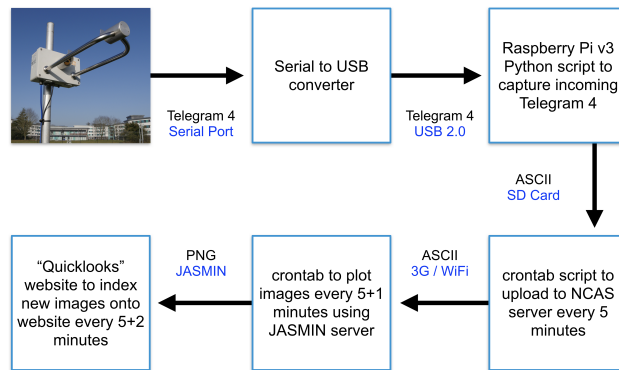 Serial to USB
converter
Raspberry Pi v3
Python script to
capture incoming
Telegram 4
Telegram 4
Serial Port
Telegram 4
USB 2.0
ASCII
SD Card
"Quicklooks"
website to index
new images onto
website every 5+2
minutes
PNG
JASMIN
crontab to plot
images every 5+1
minutes using
JASMIN server
ASCII
3G / WiFi
crontab script to
upload to NCAS
server every 5
minutes